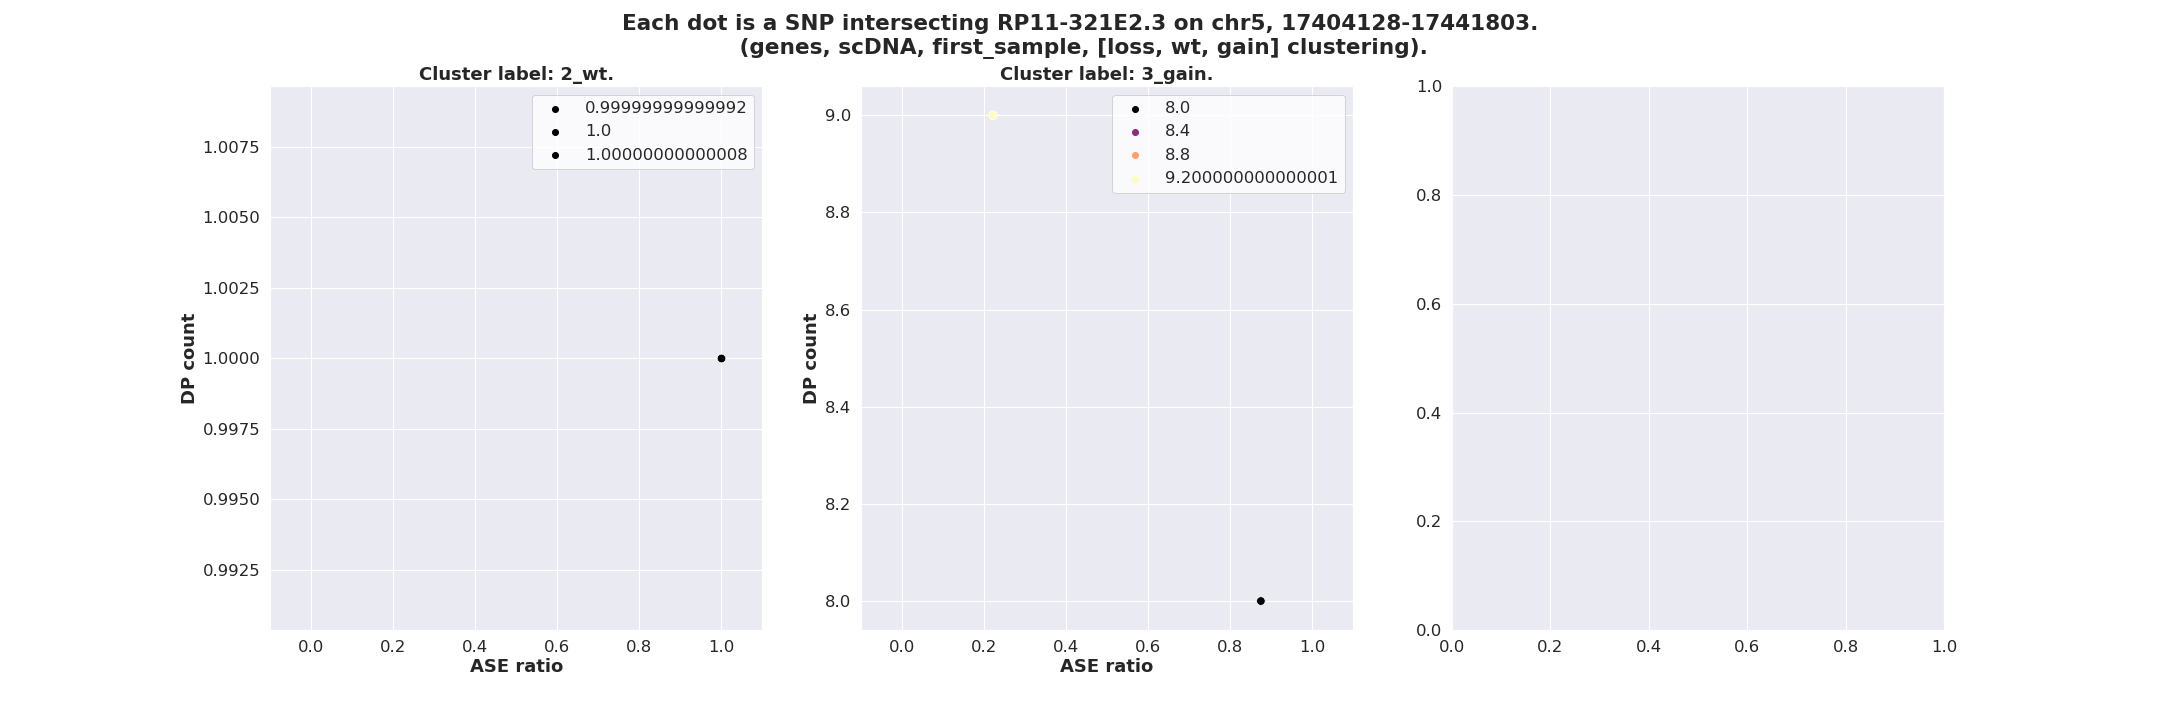 Each dot is a SNP intersecting RP11-321E2.3 on chr5, 17404128-17441803.
(genes, scDNA, first_sample, [loss, wt, gain] clustering).
Cluster label: 2_wt.
0.99999999999992
1.0
1.00000000000008
1.0075
1.0050
1.0025
1.0000
0.9975
0.9950
0.9925
DP count
0.0 0.2 0.4 0.6 0.8 1.0
ASE ratio
Cluster label: 3_gain.
8.0
8.4
8.8
9.200000000000001
9.0
8.8
8.6
8.4
8.2
8.0
DP count
0.0 0.2 0.4 0.6 0.8 1.0
ASE ratio
1.0
0.8
0.6
0.4
0.2
0.0
0.0 0.2 0.4 0.6 0.8 1.0